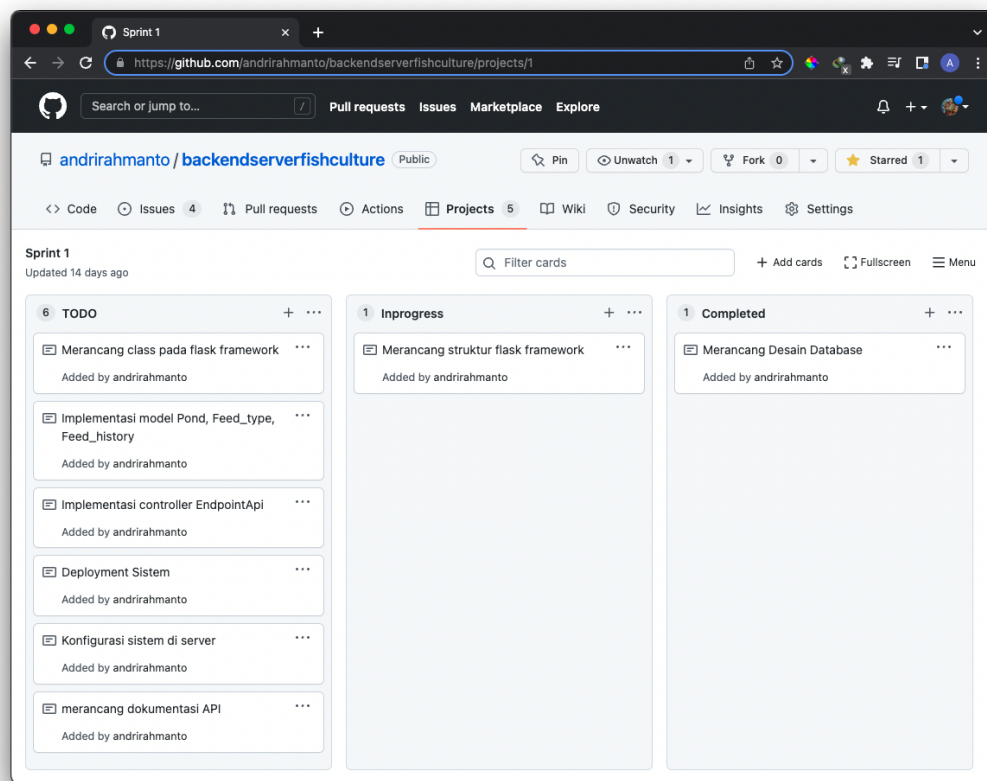 Sprint 1
https://github.com/andrirahmanto/backendserverfishculture/projects/1
A
Search or jump to... /
Pull requests Issues Marketplace Explore
andrirahmanto / backendserverfishculture Public
Pin Unwatch 1 Fork 0 Starred 1
Code Issues 4 Pull requests Actions Projects 5 Wiki Security Insights Settings
Sprint 1
Updated 14 days ago
Filter cards
Add cards Fullscreen Menu
6 TODO
Merancang class pada flask framework
Added by andrirahmanto
Implementasi model Pond, Feed_type,
Feed_history
Added by andrirahmanto
Implementasi controller EndpointApi
Added by andrirahmanto
Deployment Sistem
Added by andrirahmanto
Konfigurasi sistem di server
Added by andrirahmanto
merancang dokumentasi API
Added by andrirahmanto
1 Inprogress
Merancang struktur flask framework
Added by andrirahmanto
1 Completed
Merancang Desain Database
Added by andrirahmanto